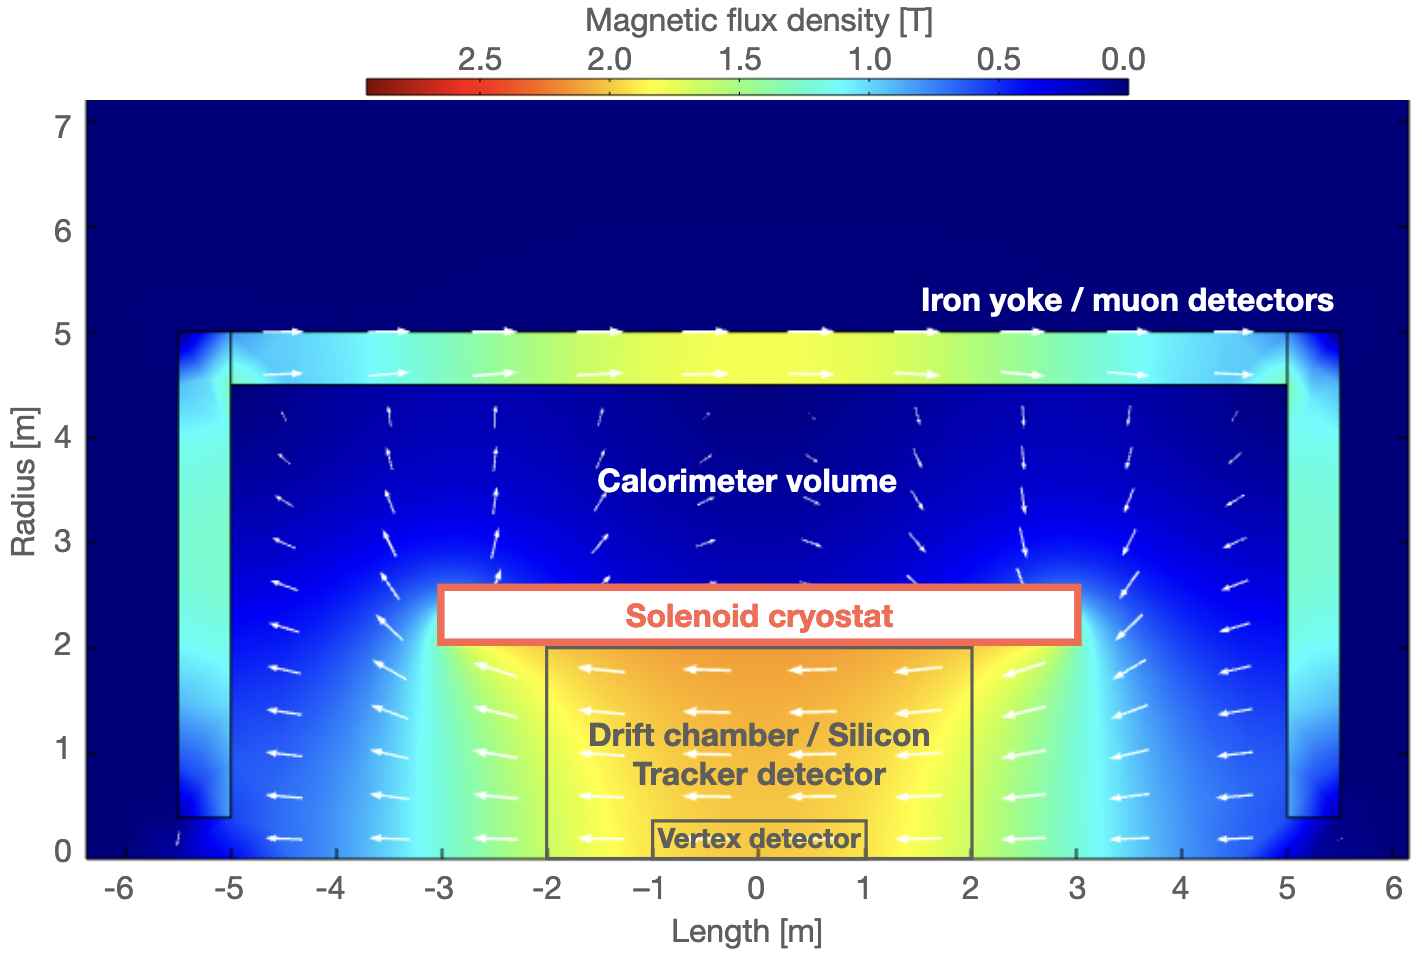 Magnetic flux density [T]
2.5 2.0 1.5 1.0 0.5 0.0
7
6
Iron yoke / muon detectors
5
4
Calorimeter volume
Radius [m]
3
Solenoid cryostat
2
Drift chamber / Silicon
1
Tracker detector
Vertex detector
0
-6 -5 -4 -3 -2 –1 0 1 2 3 4 5 6
Length [m]